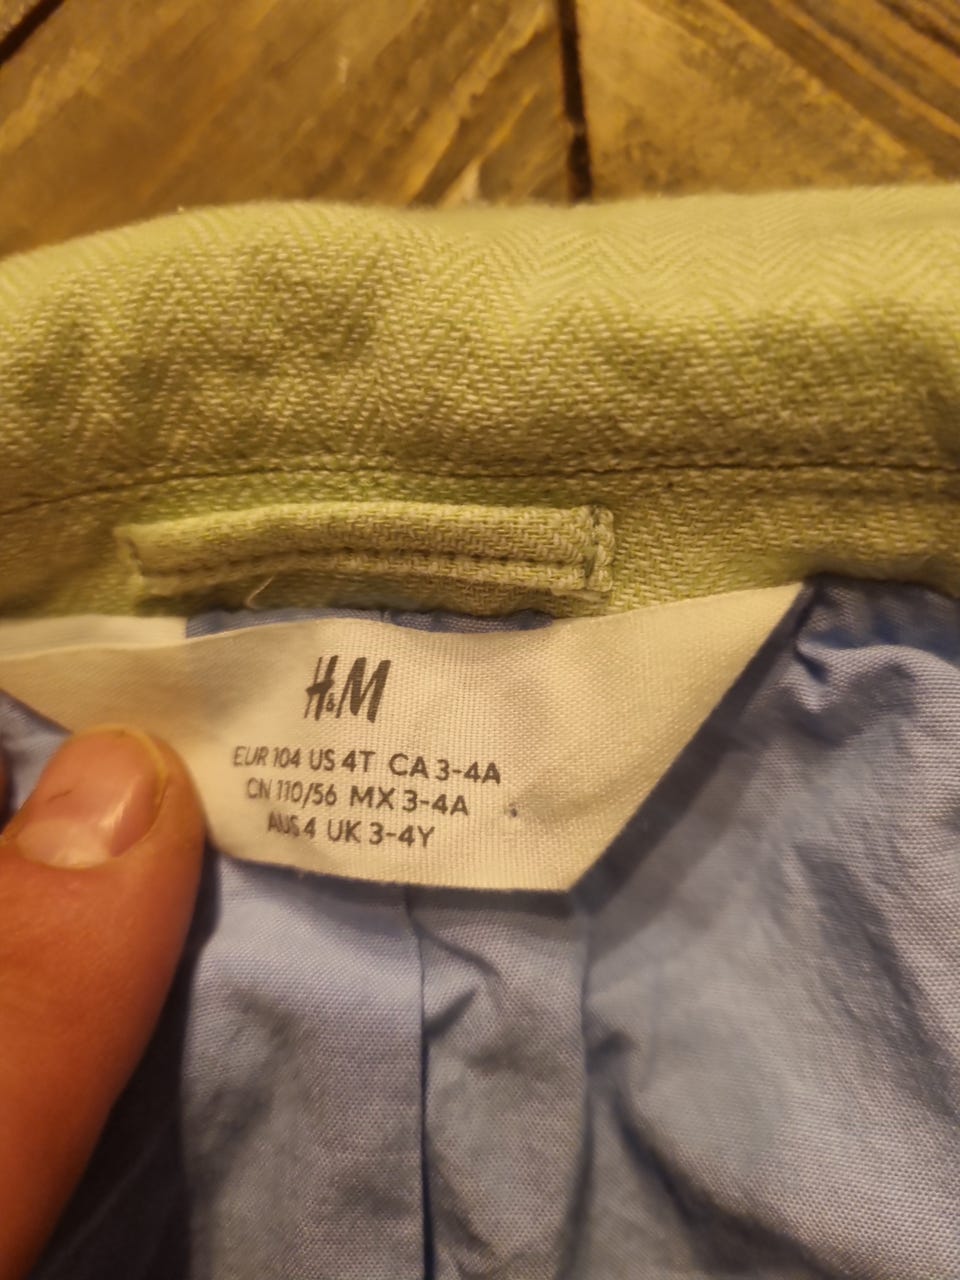 H&M
EUR 104 US 4T CA 3-4A
CN 110/56 MX 3-4A
AUS 4 UK 3-4Y